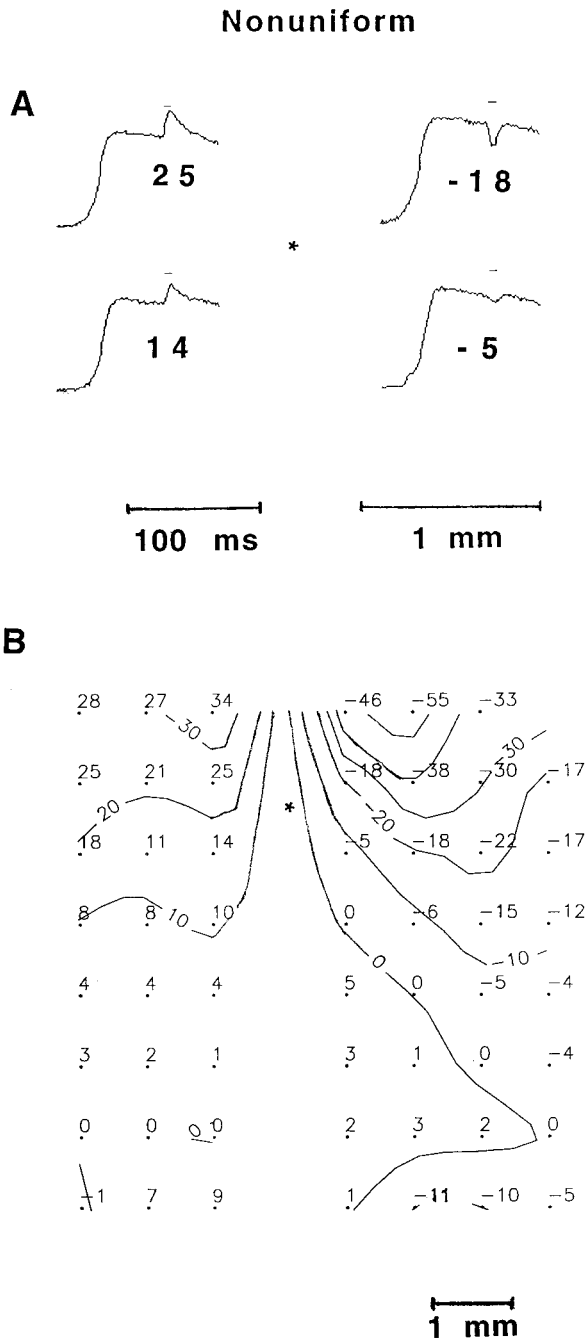 Nonuniform
A
25
-18
*
14
-5
100 ms
1 mm
B
28 27 34 -46 -55 -33
-30 -30
25 21 25 -18 -38 -30 -17
20 * -20
18 11 14 -5 -18 -22 -17
8 8 10 10 0 -6 -15 -12
0 -10
4 4 4 5 0 -5 -4
3 2 1 3 1 0 -4
0 0 0 0 2 3 2 0
-1 7 9 1 -11 -10 -5
1 mm